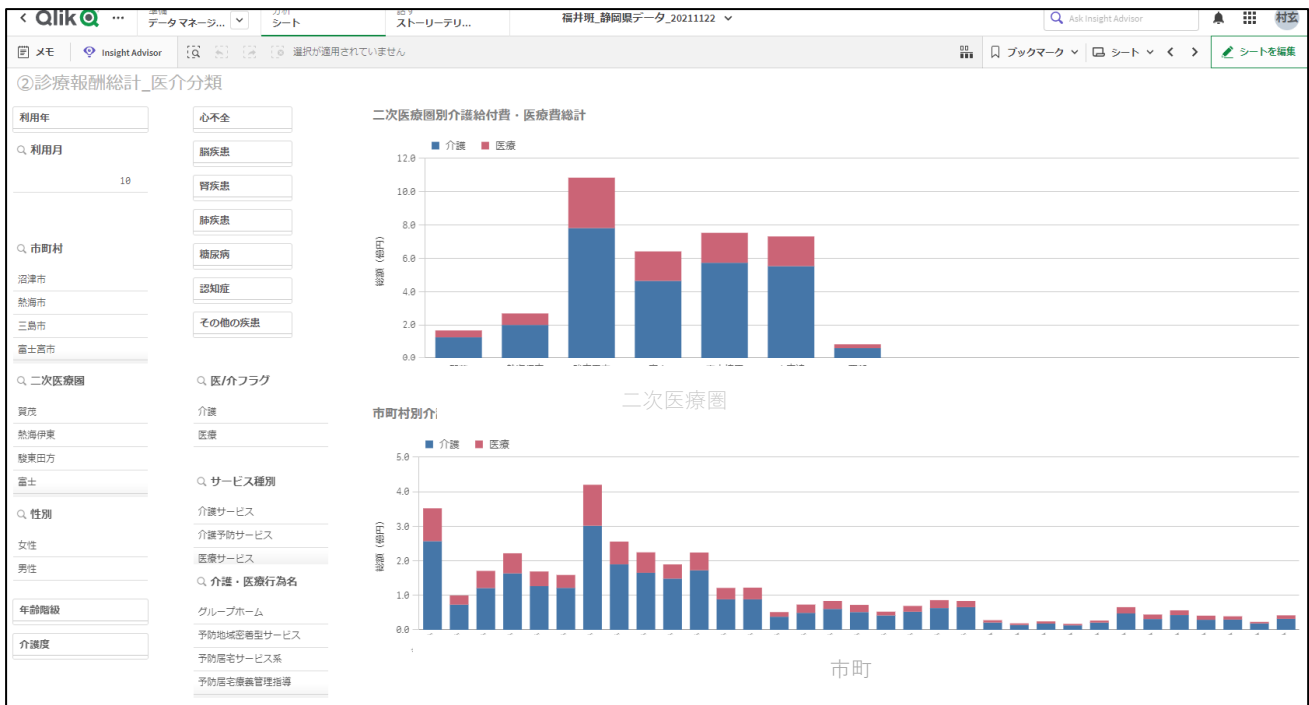 Qlik
データ マネージ...
シート
ストーリーテリ...
福井班_静岡県データ_20211122
Ask Insight Advisor
村玄
メモ
Insight Advisor
選択が適用されていません
ブックマーク
シート
シートを編集
②診療報酬総計_医介分類
利用年
利用月
10
市町村
沼津市
熱海市
三島市
富士宮市
二次医療圏
賀茂
熱海伊東
駿東田方
富士
性別
女性
男性
年齢階級
介護度
心不全
脳疾患
腎疾患
肺疾患
糖尿病
認知症
その他の疾患
医/介フラグ
介護
医療
サービス種別
介護サービス
介護予防サービス
医療サービス
介護・医療行為名
グループホーム
予防地域密着型サービス
予防居宅サービス系
予防居宅療養管理指導
二次医療圏別介護給付費・医療費総計
介護 医療
総額（億円）
12.0
10.0
8.0
6.0
4.0
2.0
0.0
二次医療圏
市町村別介
介護 医療
総額（億円）
5.0
4.0
3.0
2.0
1.0
0.0
市町